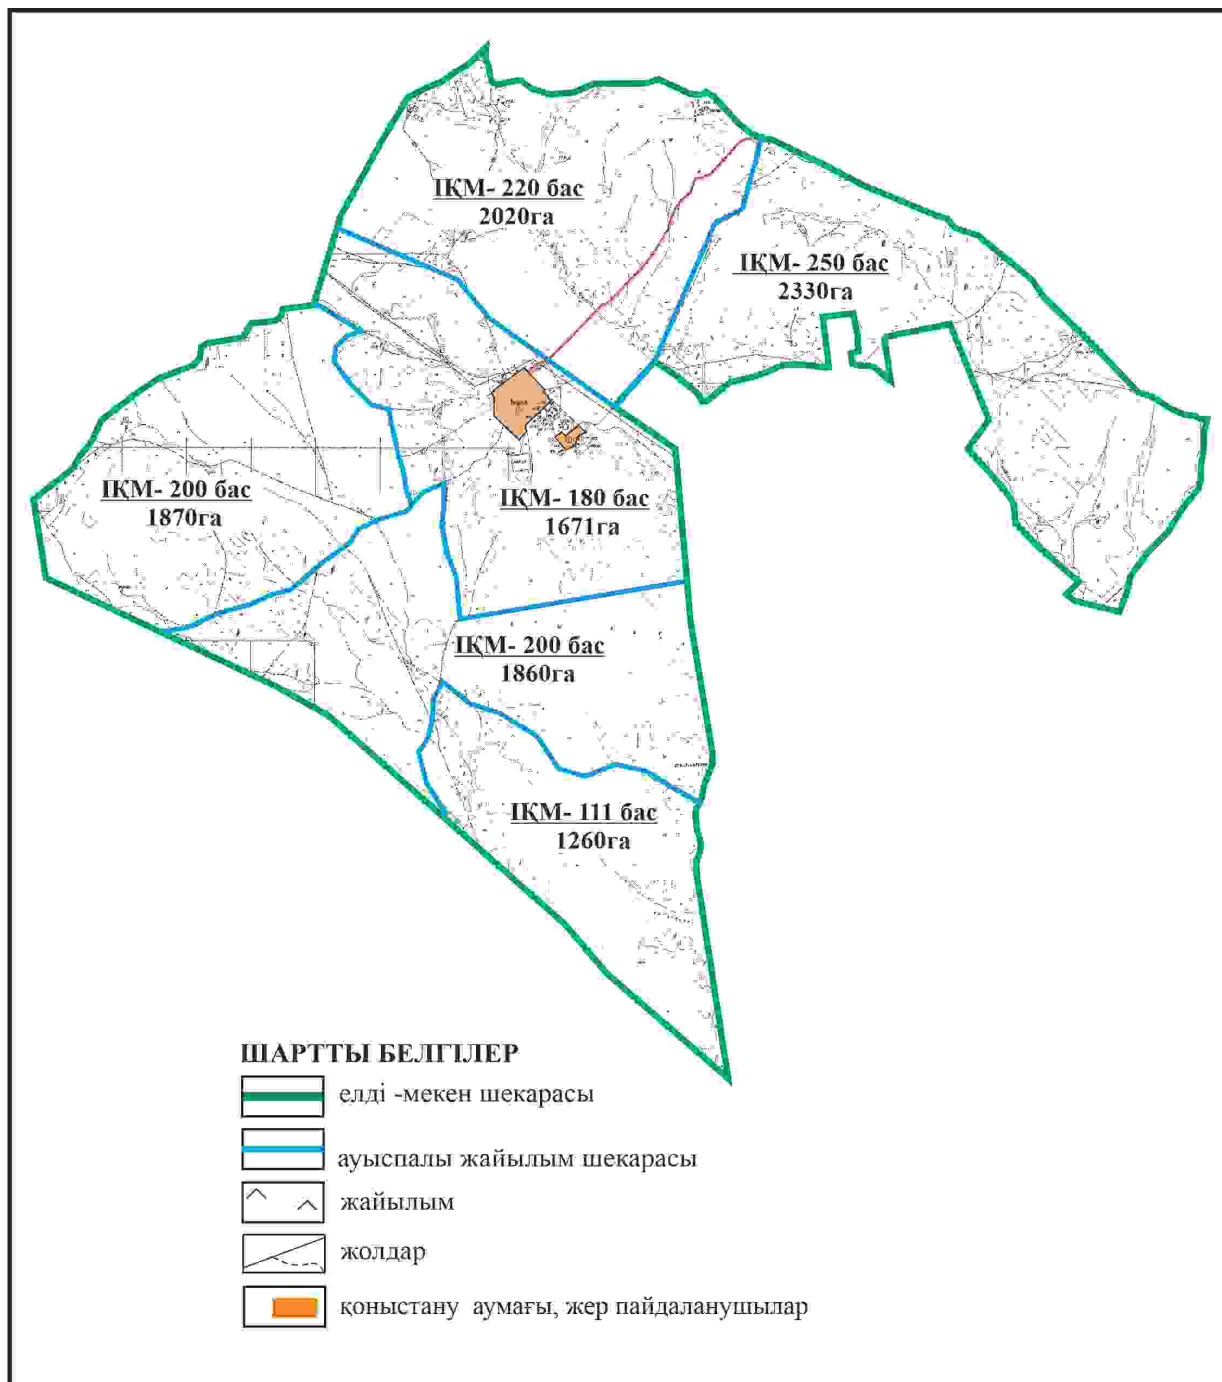 ІҚМ- 220 бас
2020га
ІҚМ- 250 бас
2330га
ІҚМ- 200 бас
1870га
ІҚМ- 180 бас
1671га
ІҚМ- 200 бас
1860га
ІҚМ- 111 бас
1260га
ШАРТТЫ БЕЛГІЛЕР
елді -мекен шекарасы
ауыспалы жайылым шекарасы
жайылым
жолдар
қоныстану аумағы, жер пайдаланушылар